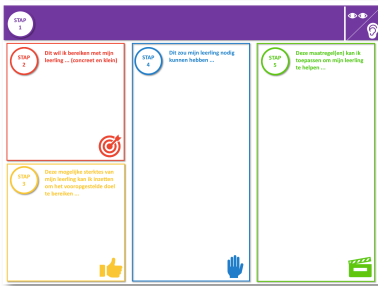 STAP
1
STAP
2
Dit wil ik bereiken met mijn
leerling ... (concreet en klein)
STAP
3
Deze mogelijke sterktes van
mijn leerling kan ik inzetten
om het vooropgestelde doel
te bereiken ...
STAP
4
Dit zou mijn leerling nodig
kunnen hebben ...
STAP
5
Deze maatregel(en) kan ik
toepassen om mijn leerling
te helpen ...